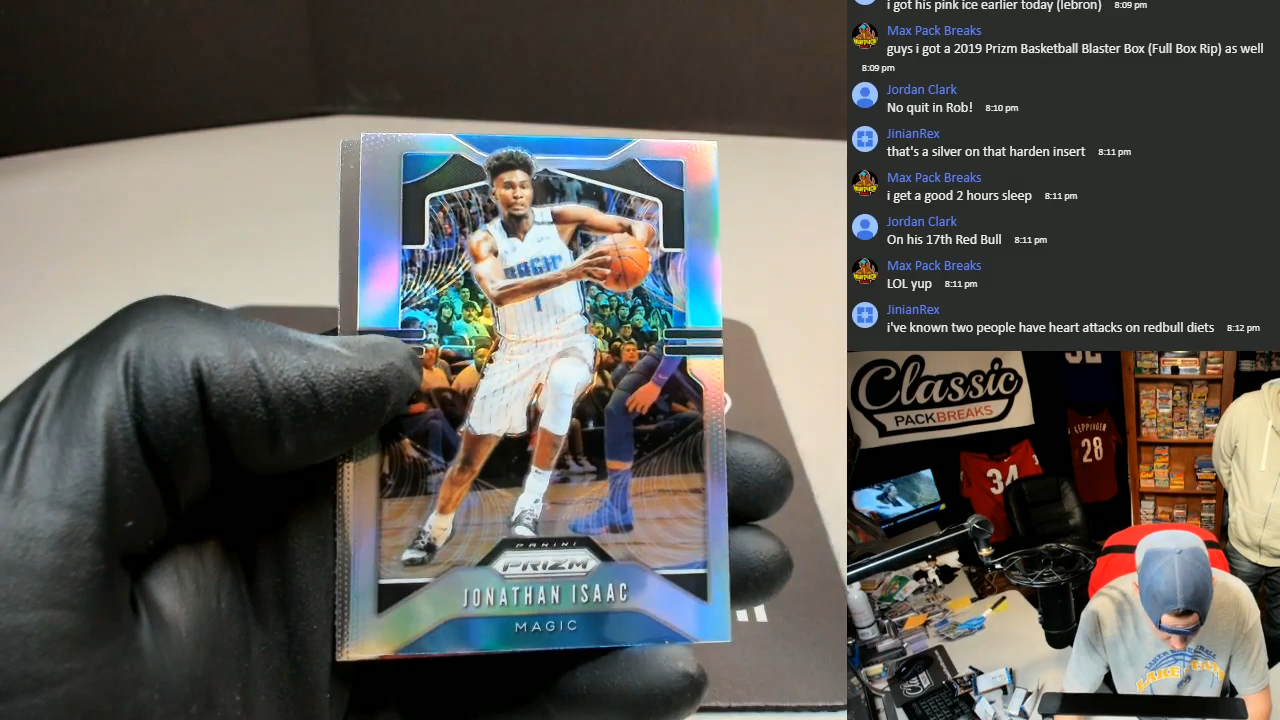 i got his pink ice earlier today (lebron) 8:09 pm
Max Pack Breaks
guys i got a 2019 Prizm Basketball Blaster Box (Full Box Rip) as well
8:09 pm
Jordan Clark
No quit in Rob! 8:10 pm
JinianRex
that's a silver on that harden insert 8:11 pm
Max Pack Breaks
i get a good 2 hours sleep 8:11 pm
Jordan Clark
On his 17th Red Bull 8:11 pm
Max Pack Breaks
LOL yup 8:11 pm
JinianRex
i've known two people have heart attacks on redbull diets 8:12 pm
MAGIC
1
PANINI
PRIZM
JONATHAN ISAAC
MAGIC
Classic
PACKBREAKS
34
28